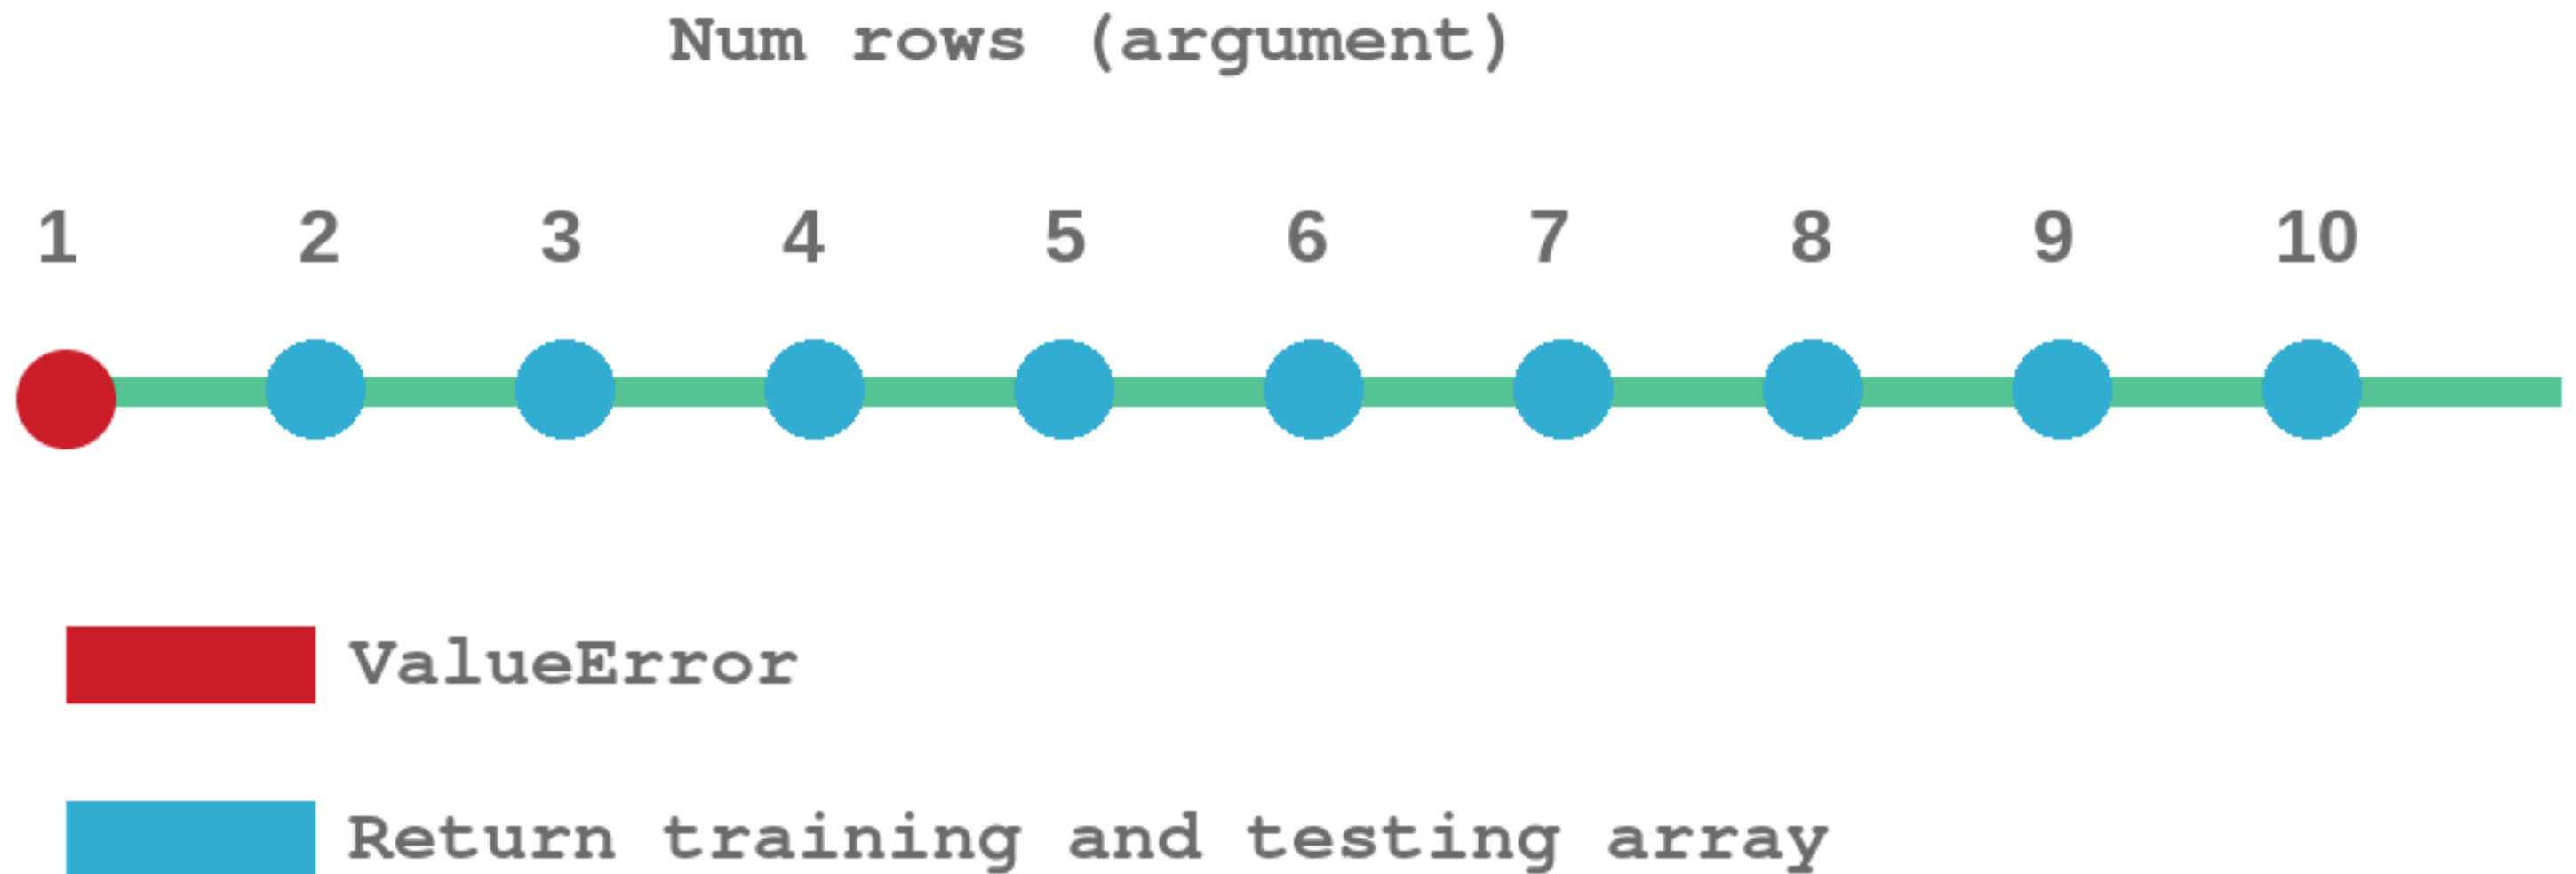 Num rows (argument)
1 2 3 4 5 6 7 8 9 10
ValueError
Return training and testing array